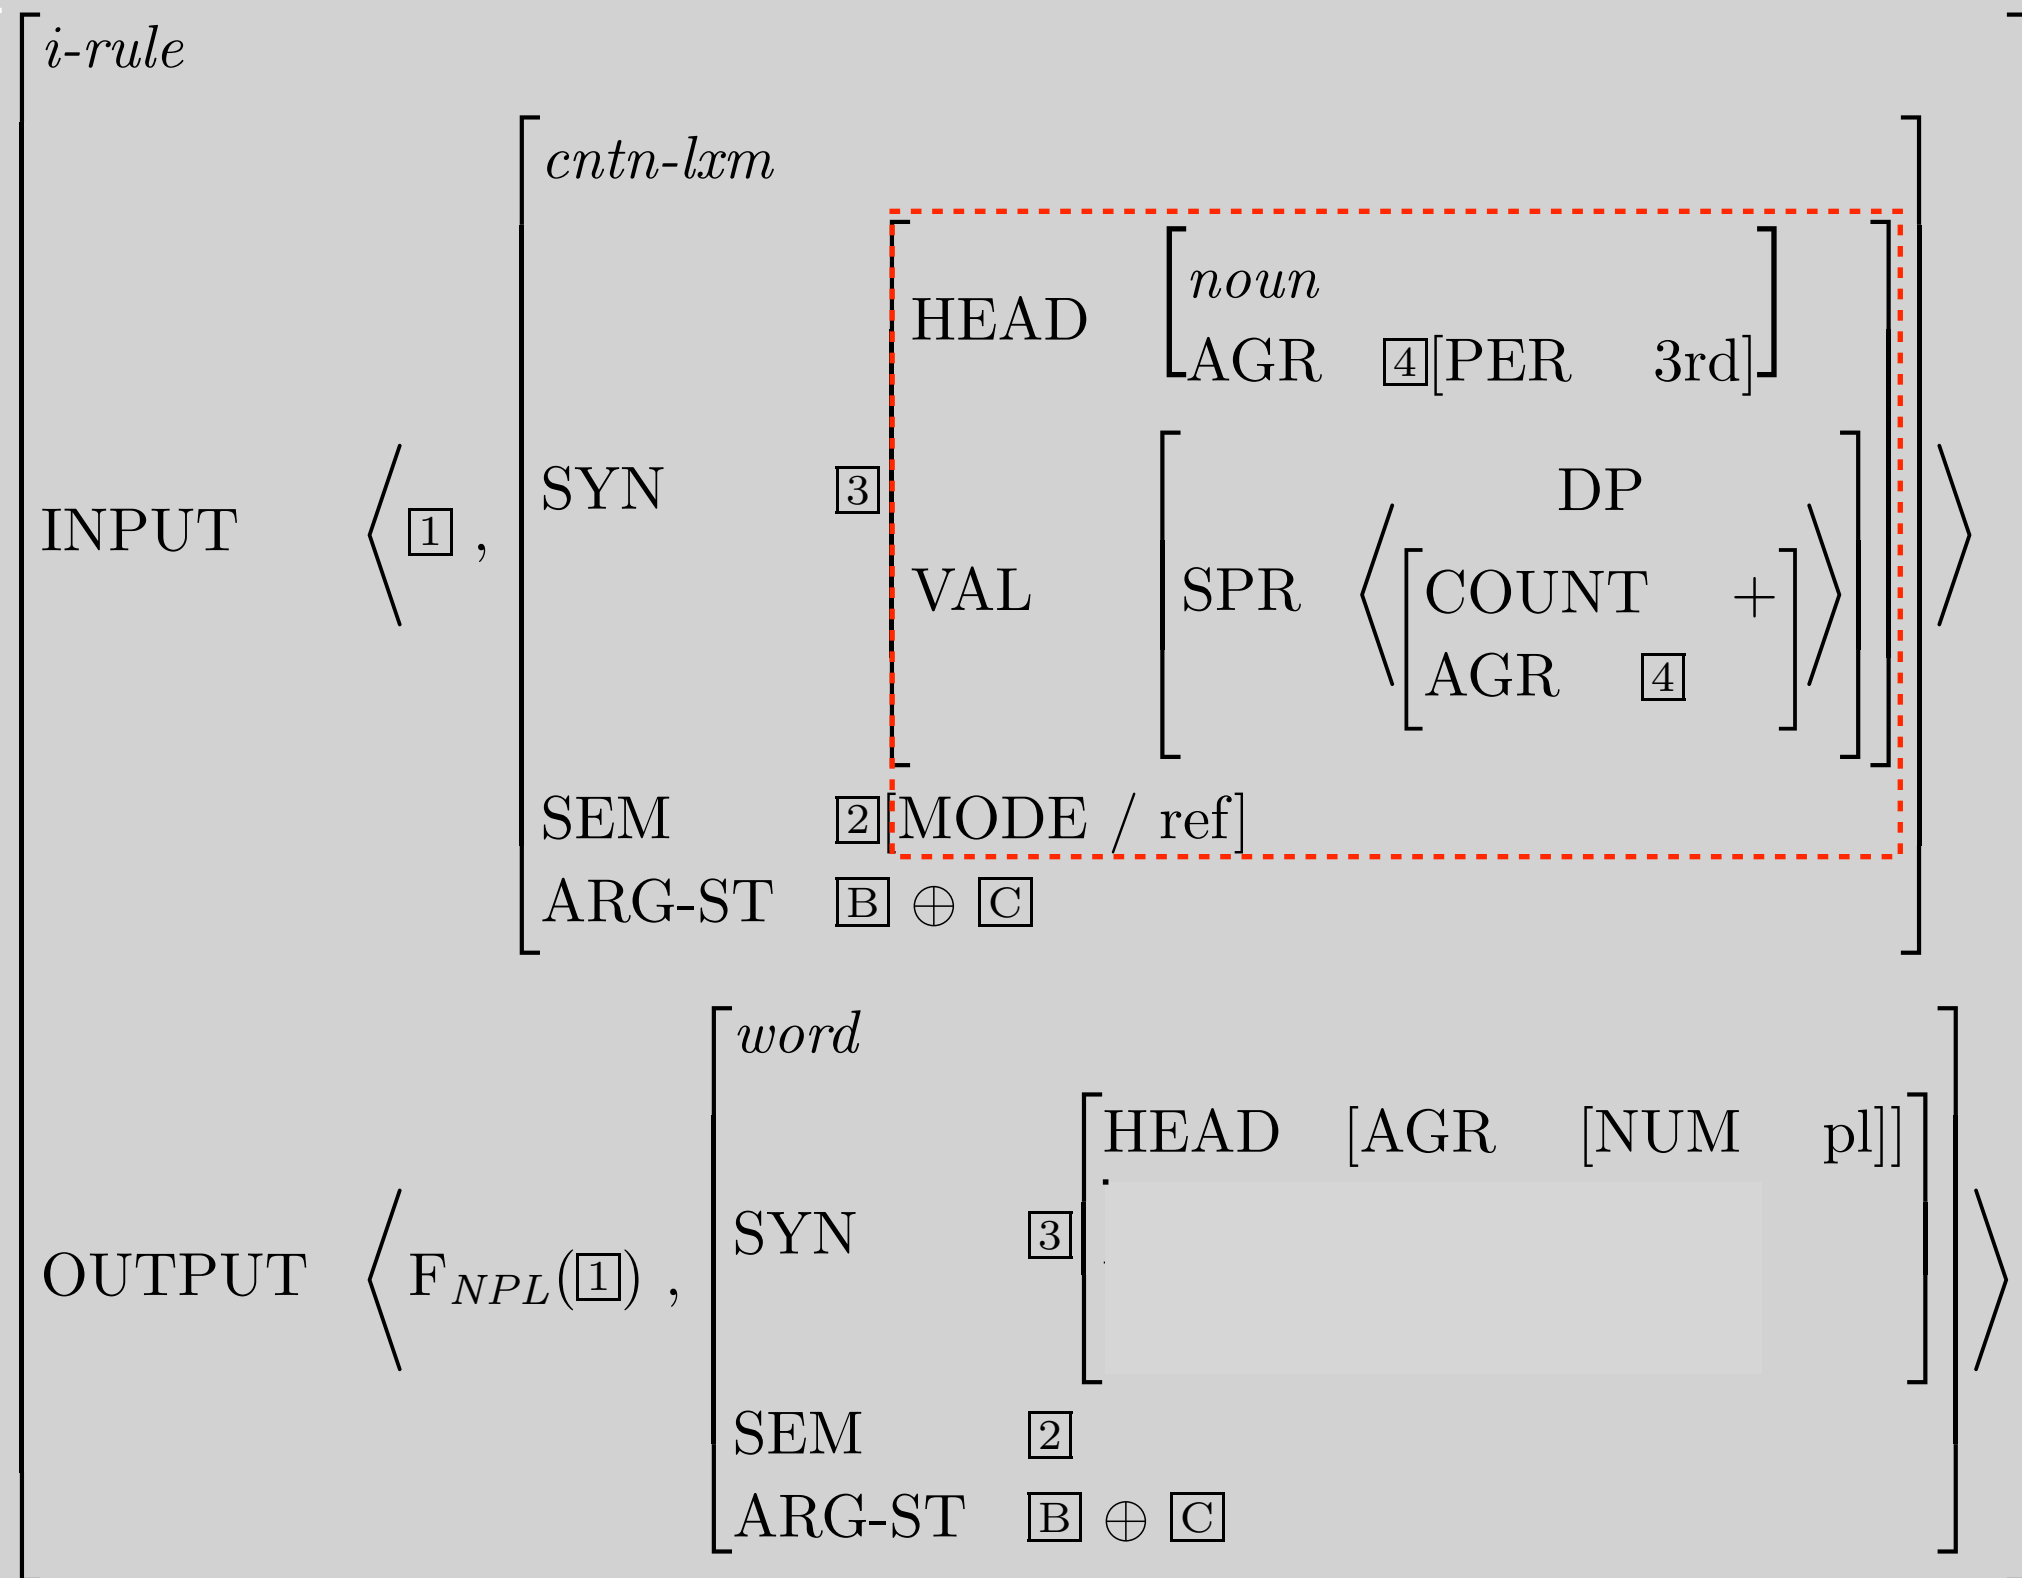 i-rule
cntn-lxm
noun
HEAD
AGR 4[PER 3rd]
SYN 3
DP
INPUT ⟨ 1 ,
VAL SPR ⟨ COUNT + ⟩ ⟩
AGR 4
SEM 2[MODE / ref]
ARG-ST B ⊕ C
word
HEAD [AGR [NUM pl]]
SYN 3
OUTPUT ⟨ F_NPL(1) , ⟩
SEM 2
ARG-ST B ⊕ C